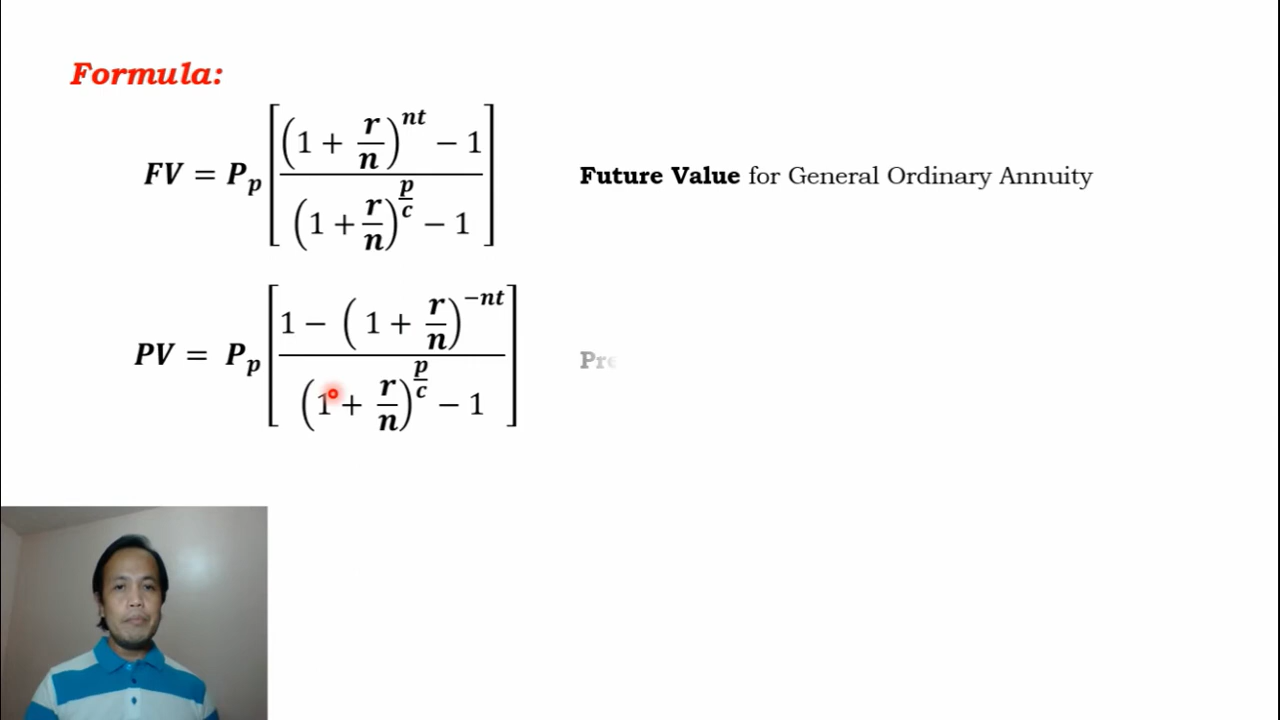 Formula:
FV = P_p [ ((1 + r/n)^{nt} − 1) / ((1 + r/n)^{p/c} − 1) ]
Future Value for General Ordinary Annuity
PV = P_p [ (1 − (1 + r/n)^{−nt}) / ((1 + r/n)^{p/c} − 1) ]
Pre